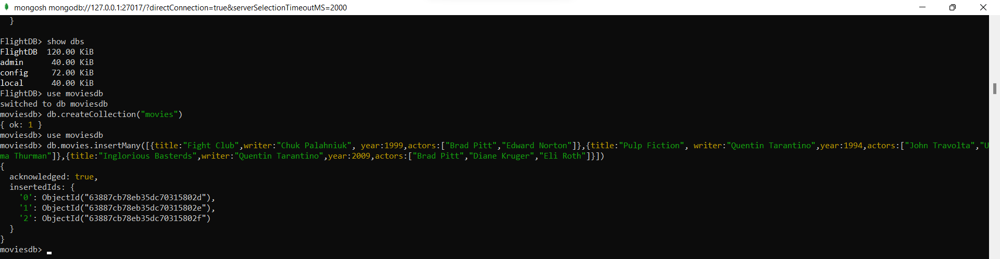 mongosh mongodb://127.0.0.1:27017/?directConnection=true&serverSelectionTimeoutMS=2000
  }
FlightDB> show dbs
FlightDB  120.00 KiB
admin      40.00 KiB
config     72.00 KiB
local      40.00 KiB
FlightDB> use moviesdb
switched to db moviesdb
moviesdb> db.createCollection("movies")
{ ok: 1 }
moviesdb> use moviesdb
moviesdb> db.movies.insertMany([{title:"Fight Club",writer:"Chuk Palahniuk", year:1999,actors:["Brad Pitt","Edward Norton"]},{title:"Pulp Fiction", writer:"Quentin Tarantino",year:1994,actors:["John Travolta","U
ma Thurman"]},{title:"Inglorious Basterds",writer:"Quentin Tarantino",year:2009,actors:["Brad Pitt","Diane Kruger","Eli Roth"]}])
{
  acknowledged: true,
  insertedIds: {
    '0': ObjectId("63887cb78eb35dc70315802d"),
    '1': ObjectId("63887cb78eb35dc70315802e"),
    '2': ObjectId("63887cb78eb35dc70315802f")
  }
}
moviesdb>